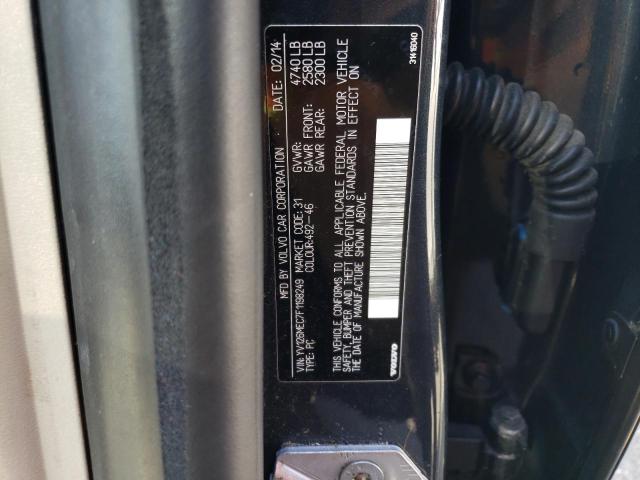 MFD BY VOLVO CAR CORPORATION DATE: 02/14
GVWR: 4740 LB
GAWR FRONT: 2580 LB
GAWR REAR: 2300 LB
VIN: YV126MEC7F1198249 MARKET CODE: 31
TYPE: PC COLOUR: 492-46
THIS VEHICLE CONFORMS TO ALL APPLICABLE FEDERAL MOTOR VEHICLE
SAFETY, BUMPER AND THEFT PREVENTION STANDARDS IN EFFECT ON
THE DATE OF MANUFACTURE SHOWN ABOVE.
VOLVO 31416040